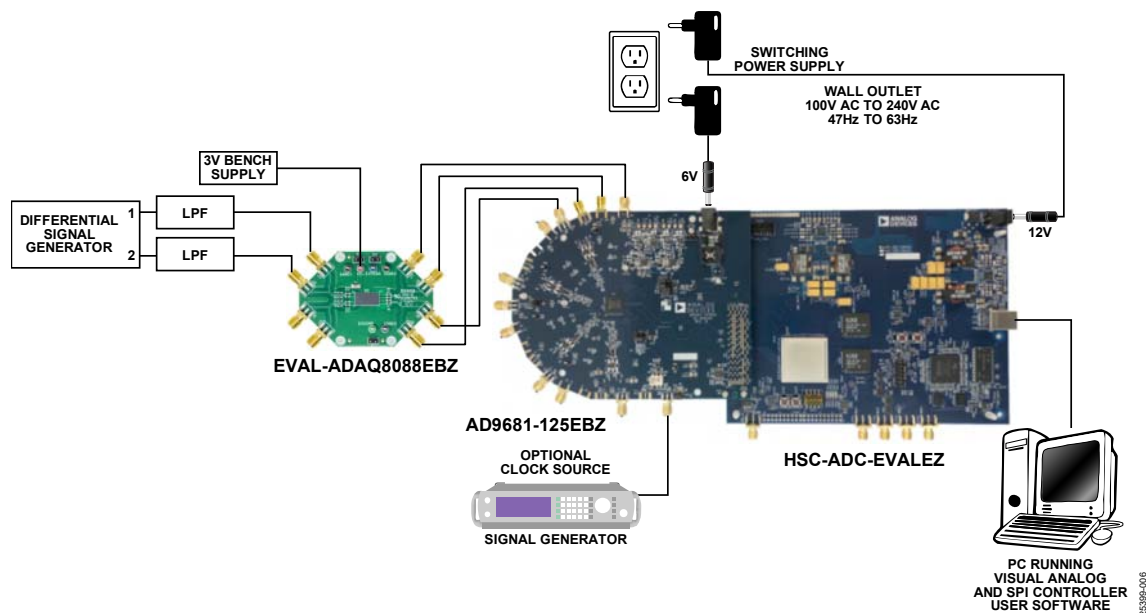 SWITCHING
POWER SUPPLY
WALL OUTLET
100V AC TO 240V AC
47Hz TO 63Hz
3V BENCH
SUPPLY
6V
12V
DIFFERENTIAL
SIGNAL
GENERATOR
1
2
LPF
LPF
ANALOG
DEVICES
EVAL-ADAQ8088EBZ
AD9681-125EBZ
HSC-ADC-EVALEZ
OPTIONAL
CLOCK SOURCE
SIGNAL GENERATOR
PC RUNNING
VISUAL ANALOG
AND SPI CONTROLLER
USER SOFTWARE